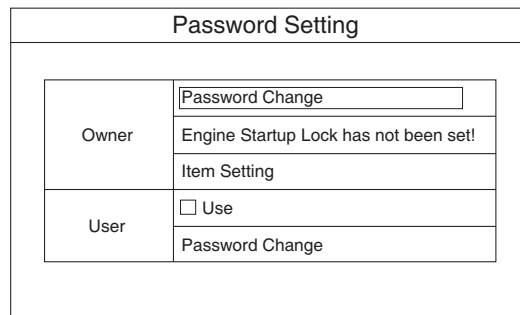 Password Setting
Owner
Password Change
Engine Startup Lock has not been set!
Item Setting
User
Use
Password Change